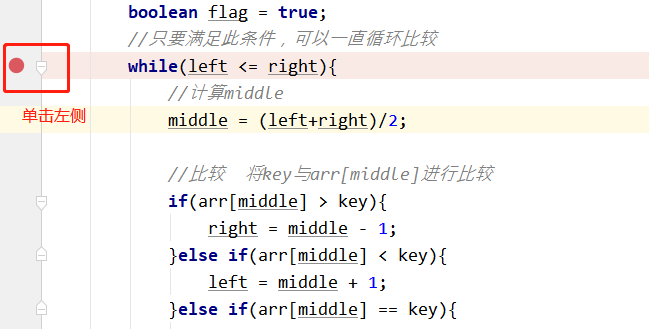 boolean flag = true;
//只要满足此条件，可以一直循环比较
while(left <= right){
单击左侧
//计算middle
middle = (left+right)/2;
//比较  将key与arr[middle]进行比较
if(arr[middle] > key){
right = middle - 1;
}else if(arr[middle] < key){
left = middle + 1;
}else if(arr[middle] == key){